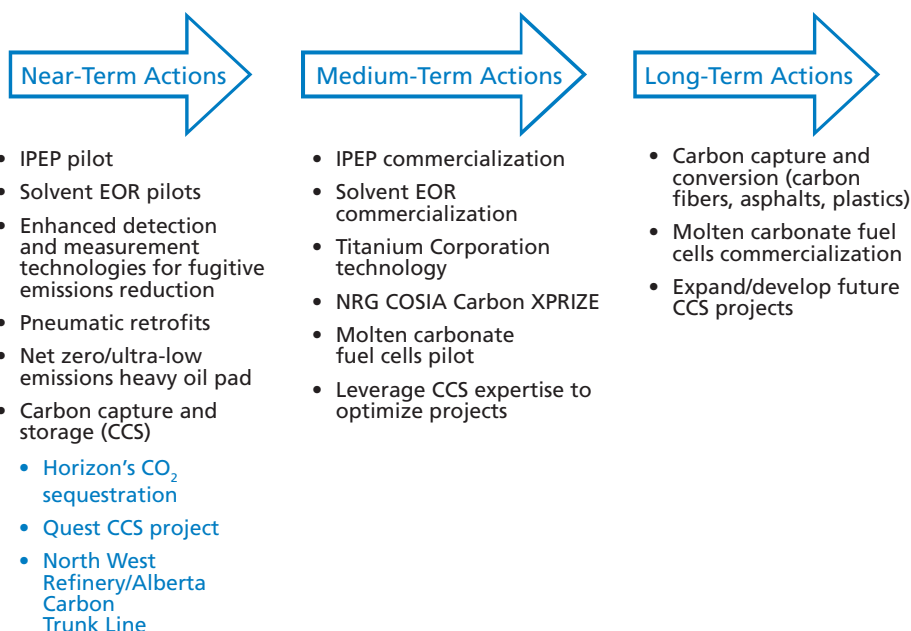 Near-Term Actions
• IPEP pilot
• Solvent EOR pilots
• Enhanced detection
and measurement
technologies for fugitive
emissions reduction
• Pneumatic retrofits
• Net zero/ultra-low
emissions heavy oil pad
• Carbon capture and
storage (CCS)
• Horizon's CO₂
sequestration
• Quest CCS project
• North West
Refinery/Alberta
Carbon
Trunk Line
Medium-Term Actions
• IPEP commercialization
• Solvent EOR
commercialization
• Titanium Corporation
technology
• NRG COSIA Carbon XPRIZE
• Molten carbonate
fuel cells pilot
• Leverage CCS expertise to
optimize projects
Long-Term Actions
• Carbon capture and
conversion (carbon
fibers, asphalts, plastics)
• Molten carbonate fuel
cells commercialization
• Expand/develop future
CCS projects